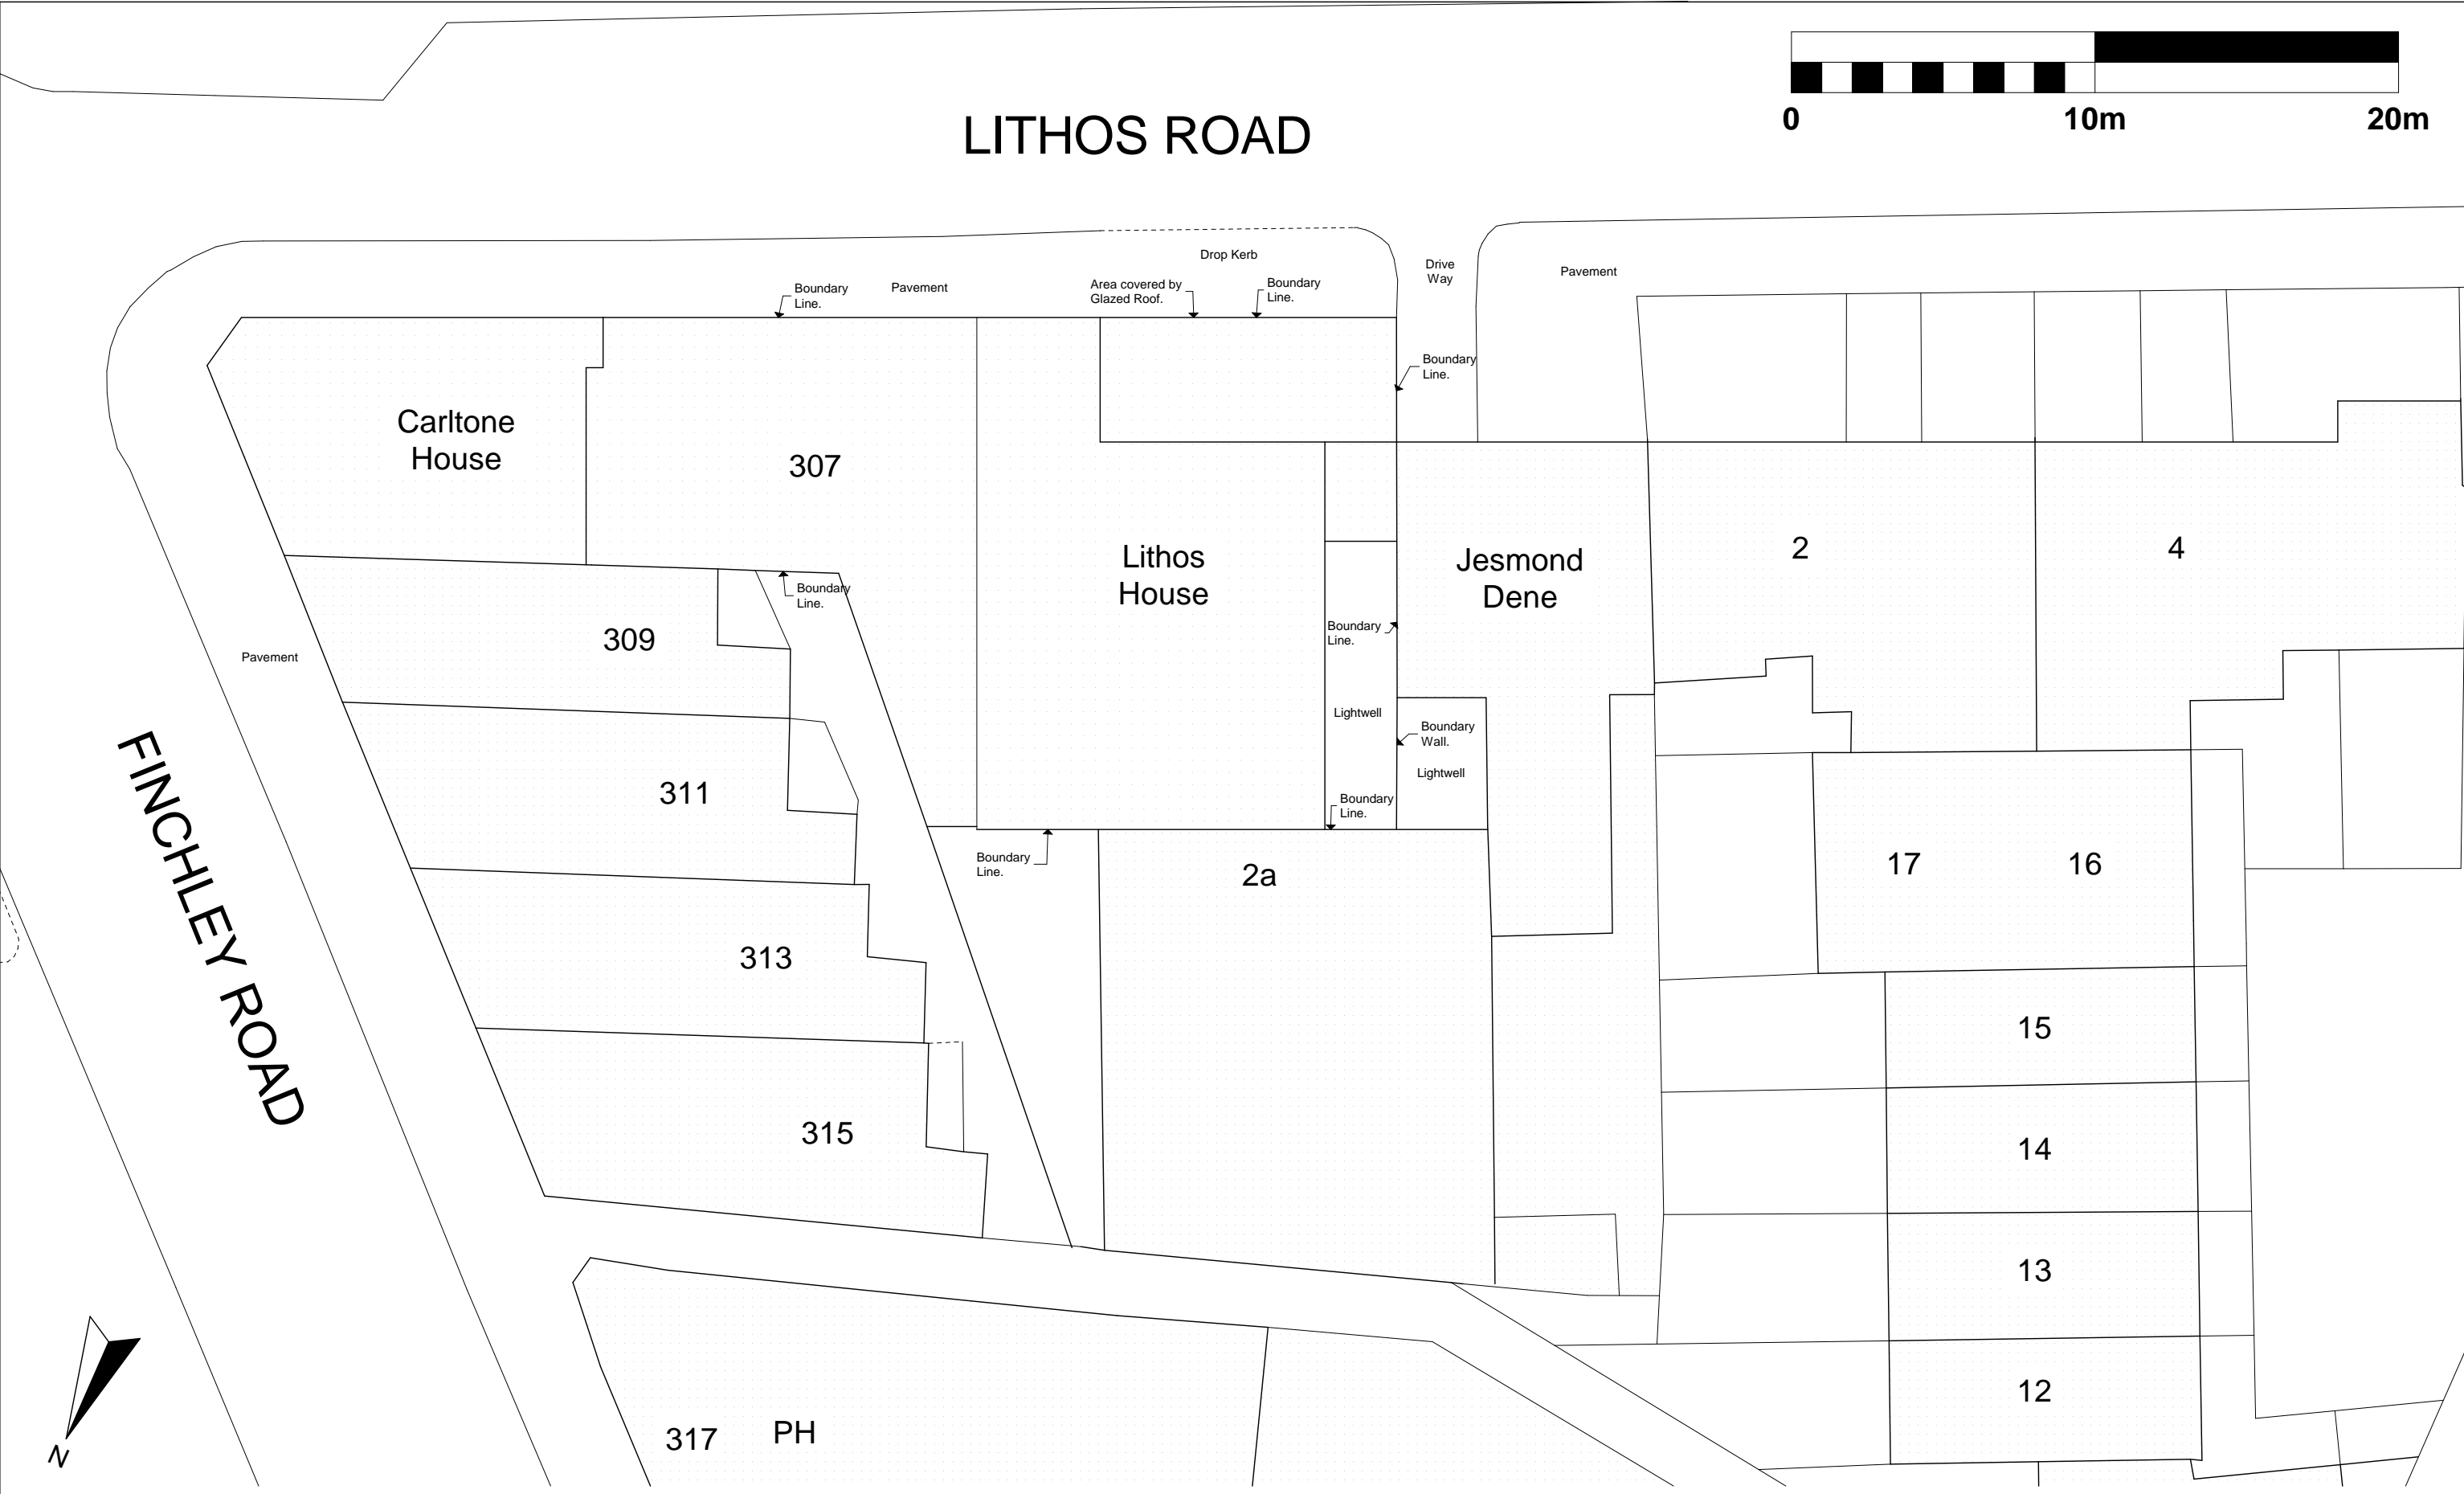 0
10m
20m
LITHOS ROAD
Drop Kerb
Drive
Way
Pavement
Boundary
Line.
Pavement
Area covered by
Glazed Roof.
Boundary
Line.
Boundary
Line.
Carltone
House
307
Lithos
House
Jesmond
Dene
2
4
Boundary
Line.
309
Pavement
Boundary
Line.
Lightwell
Boundary
Wall.
Lightwell
311
Boundary
Line.
Boundary
Line.
2a
17
16
FINCHLEY ROAD
313
15
315
14
13
12
317
PH
N